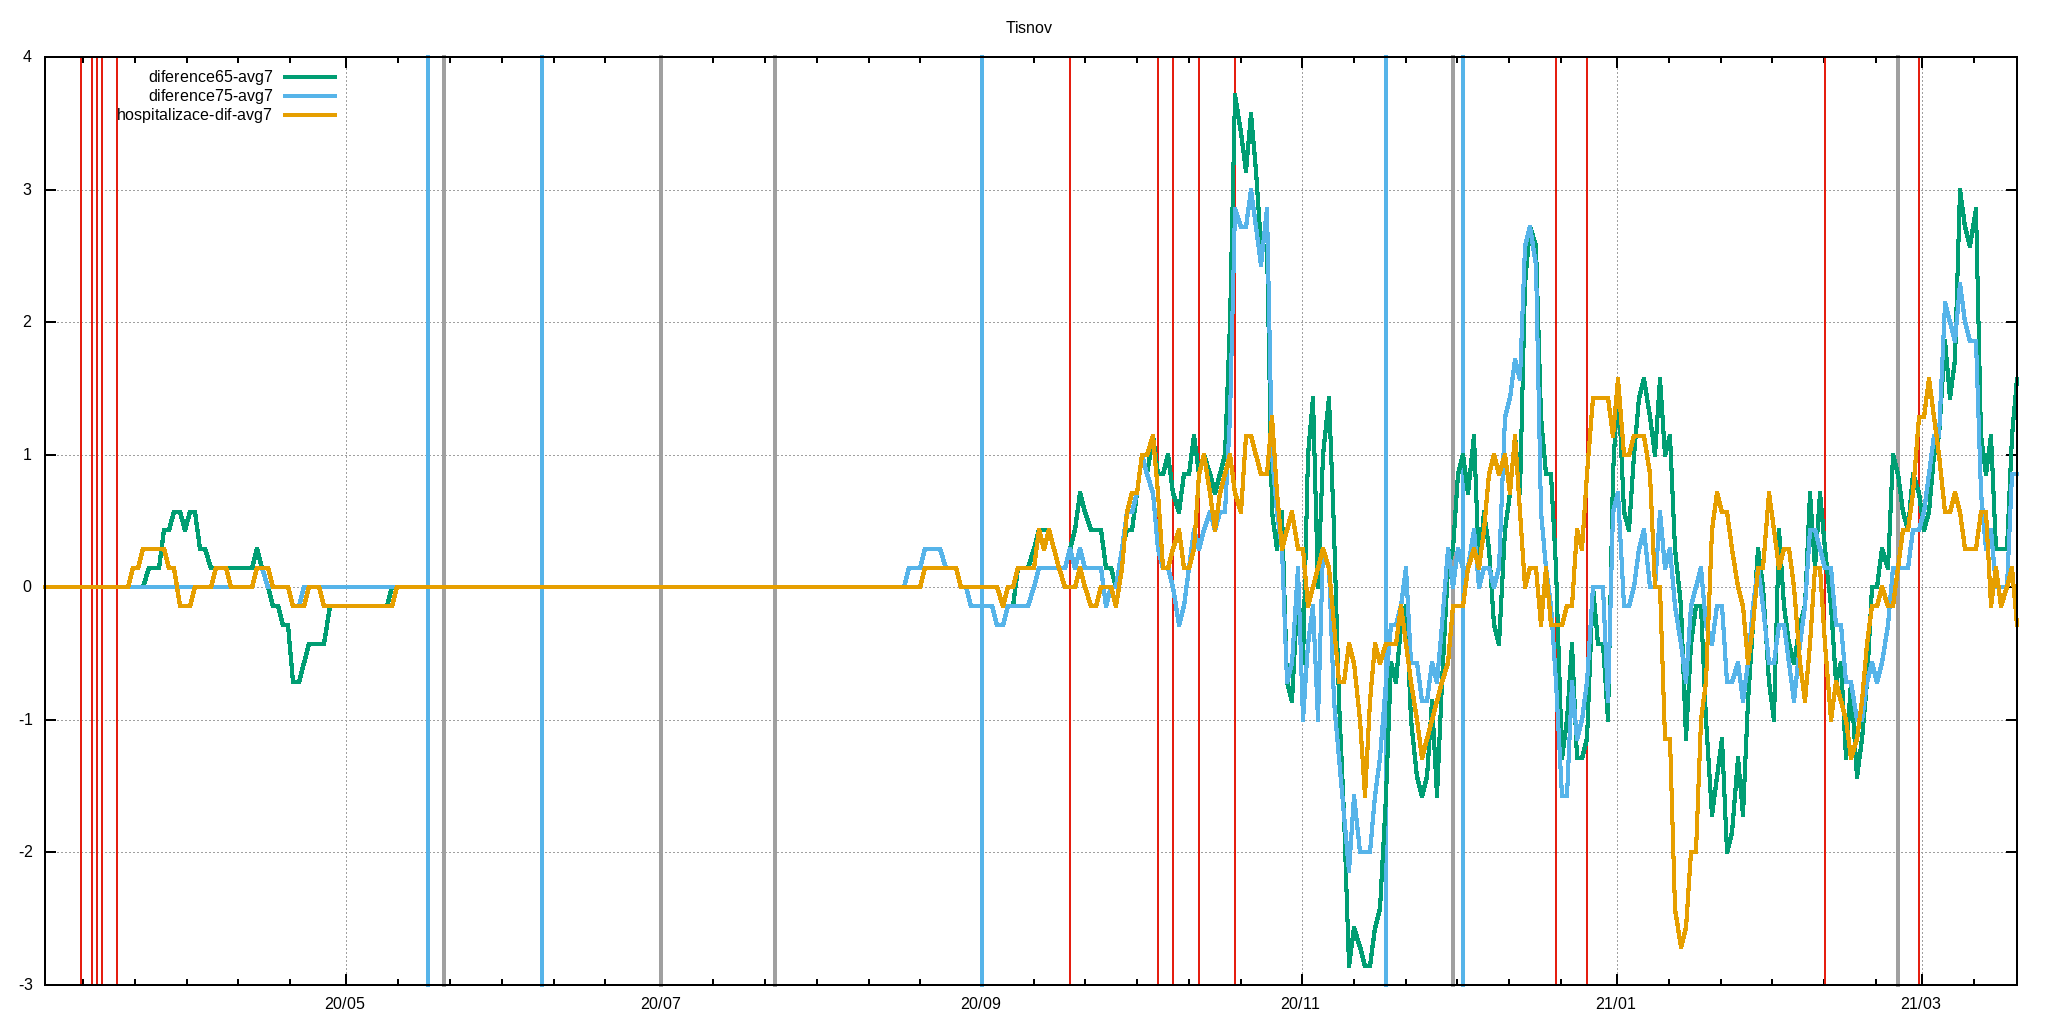 Tisnov
4
diference65-avg7
diference75-avg7
hospitalizace-dif-avg7
3
2
1
0
-1
-2
-3
20/05 20/07 20/09 20/11 21/01 21/03